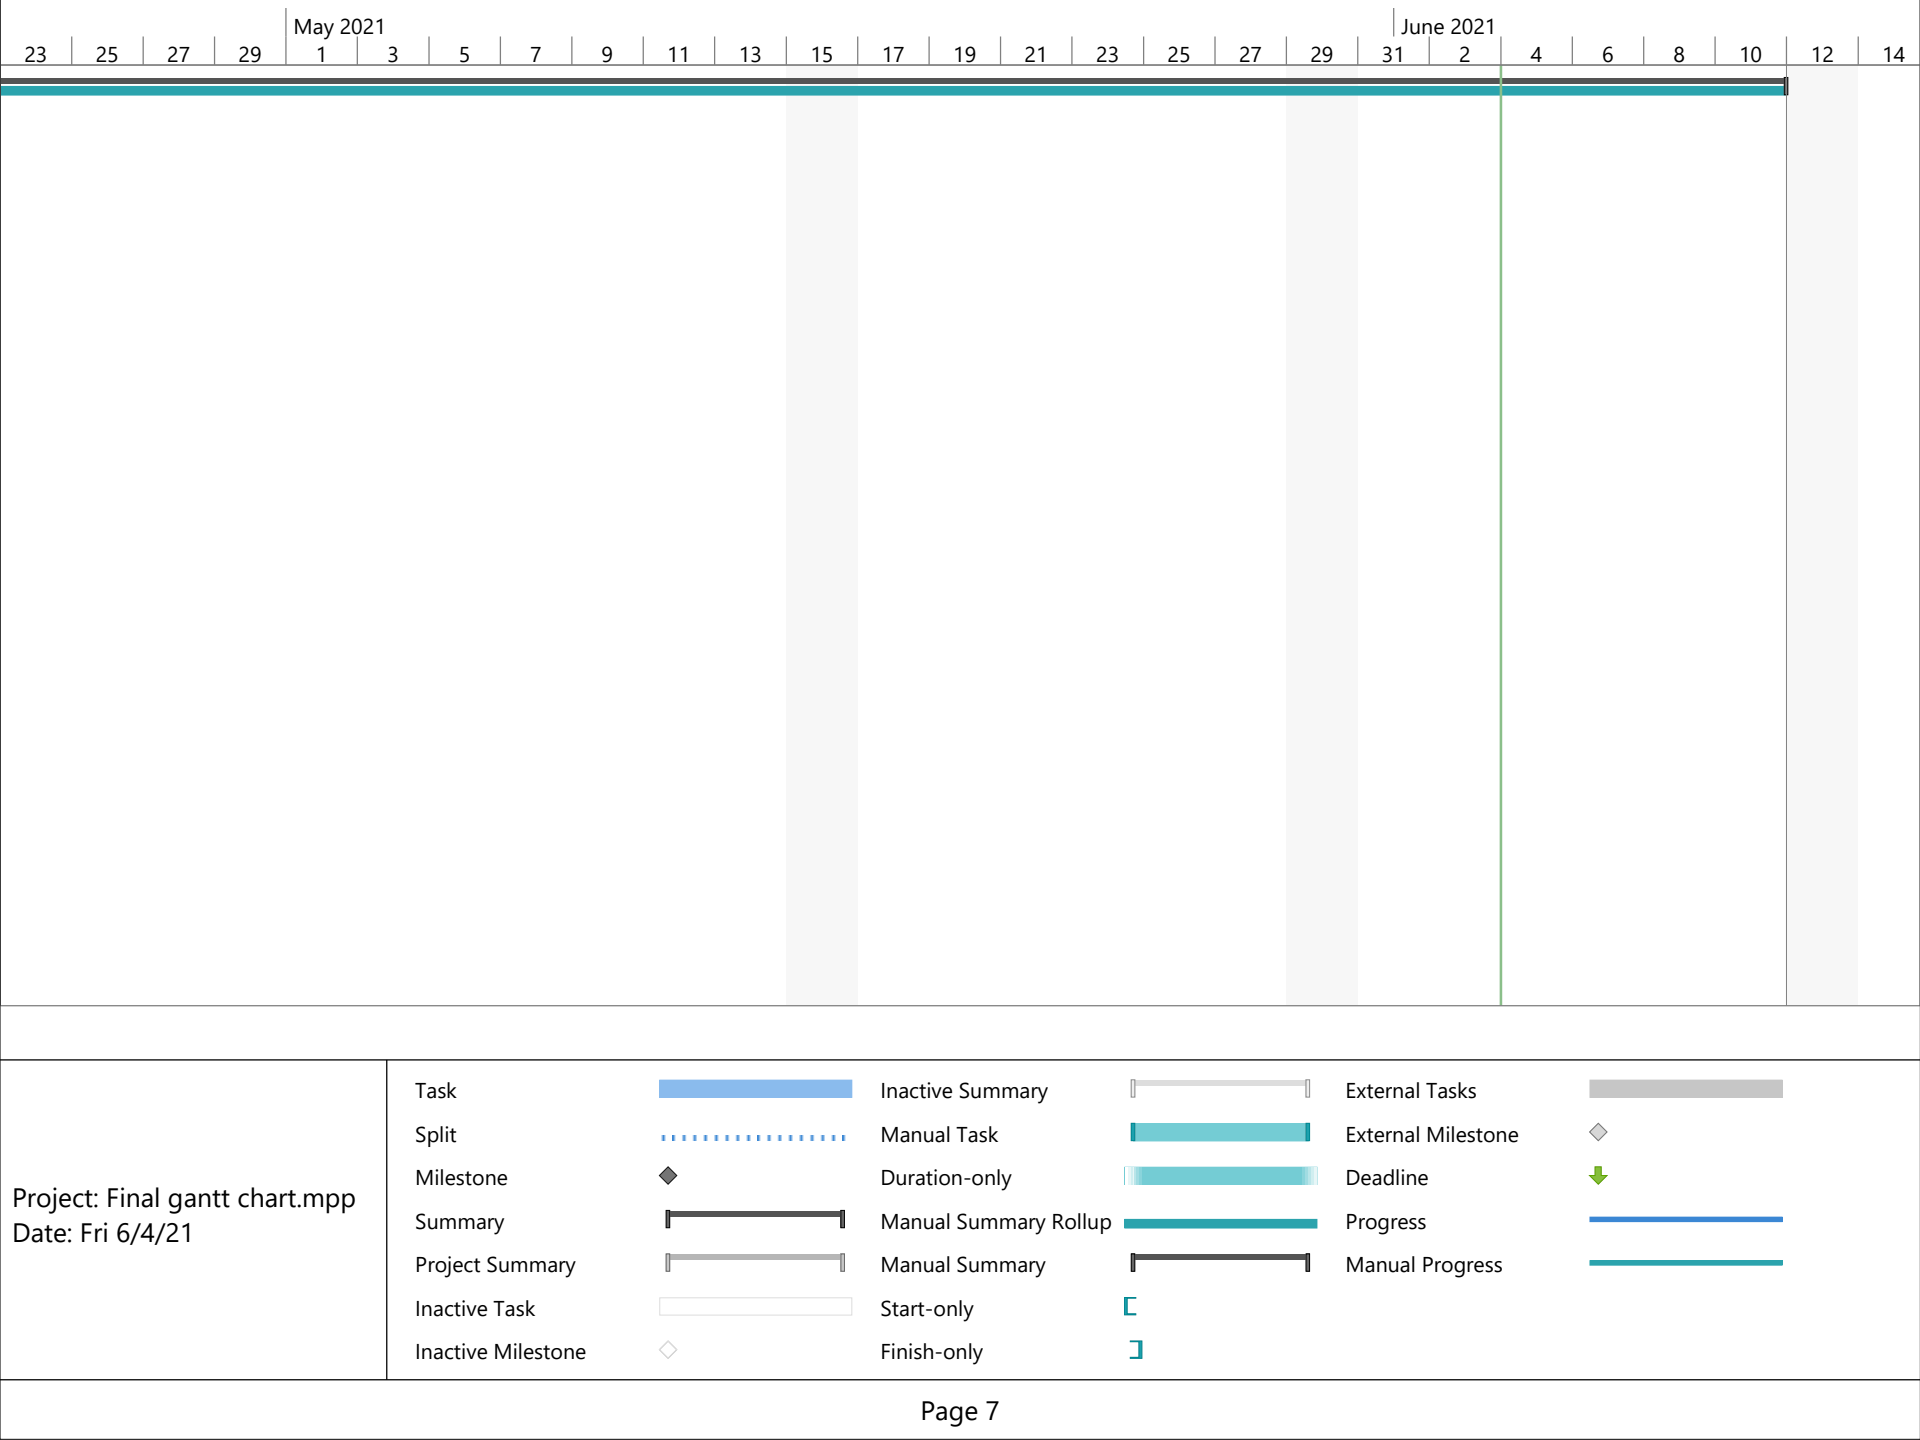 May 2021 June 2021
23 25 27 29 1 3 5 7 9 11 13 15 17 19 21 23 25 27 29 31 2 4 6 8 10 12 14
Project: Final gantt chart.mpp
Date: Fri 6/4/21
Task
Split
Milestone
Summary
Project Summary
Inactive Task
Inactive Milestone
Inactive Summary
Manual Task
Duration-only
Manual Summary Rollup
Manual Summary
Start-only
Finish-only
External Tasks
External Milestone
Deadline
Progress
Manual Progress
Page 7